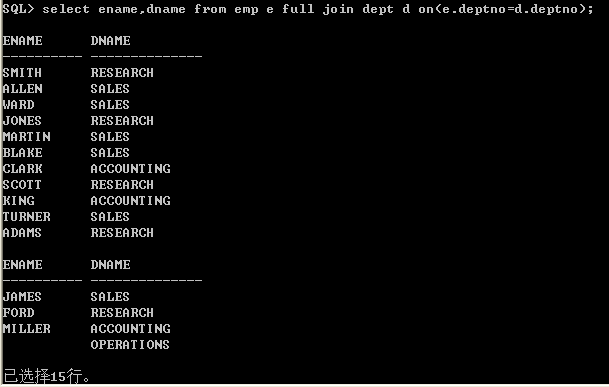 SQL> select ename,dname from emp e full join dept d on(e.deptno=d.deptno);
ENAME      DNAME
---------- --------------
SMITH      RESEARCH
ALLEN      SALES
WARD       SALES
JONES      RESEARCH
MARTIN     SALES
BLAKE      SALES
CLARK      ACCOUNTING
SCOTT      RESEARCH
KING       ACCOUNTING
TURNER     SALES
ADAMS      RESEARCH
ENAME      DNAME
---------- --------------
JAMES      SALES
FORD       RESEARCH
MILLER     ACCOUNTING
           OPERATIONS
已选择15行。